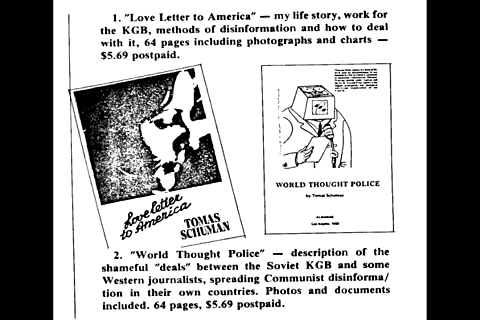 1. "Love Letter to America" — my life story, work for
the KGB, methods of disinformation and how to deal
with it, 64 pages including photographs and charts —
$5.69 postpaid.
Love letter
to America
TOMAS
SCHUMAN
WORLD THOUGHT POLICE
by Tomas Schuman
Los Angeles, 1986
2. "World Thought Police" — description of the
shameful "deals" between the Soviet KGB and some
Western journalists, spreading Communist disinforma/
tion in their own countries. Photos and documents
included. 64 pages, $5.69 postpaid.